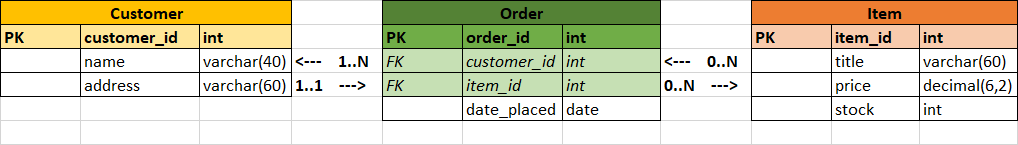 Customer Order Item
PK customer_id int PK order_id int PK item_id int
name varchar(40) <--- 1..N FK customer_id int <--- 0..N title varchar(60)
address varchar(60) 1..1 ---> FK item_id int 0..N ---> price decimal(6,2)
date_placed date stock int